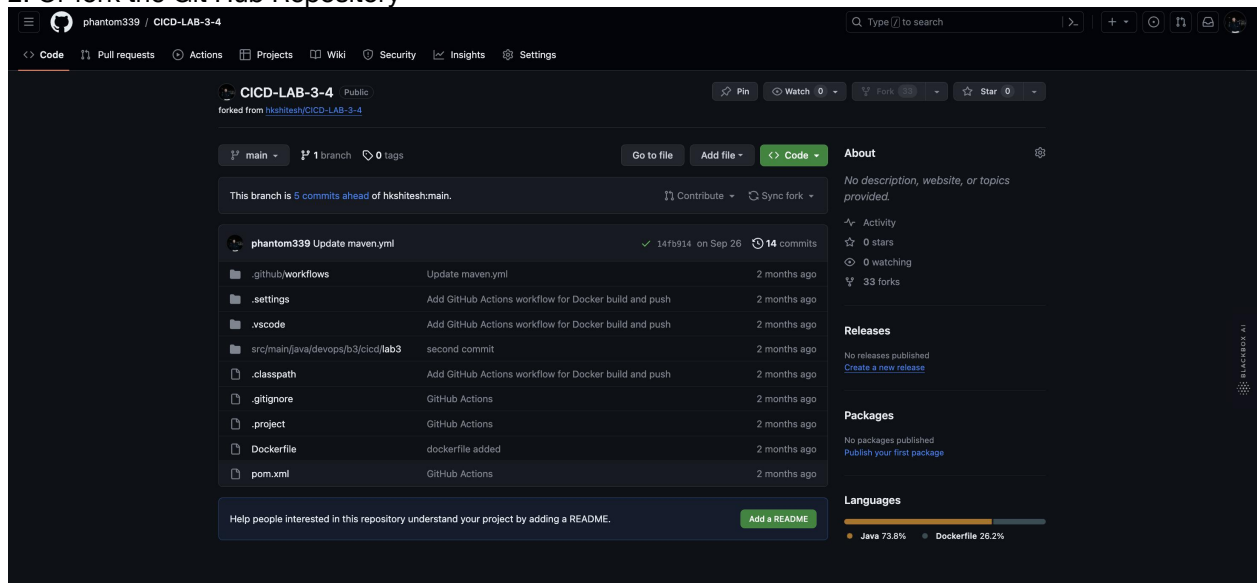 2. Or fork the Git Hub Repository
phantom339 / CICD-LAB-3-4
Type / to search
Code Pull requests Actions Projects Wiki Security Insights Settings
CICD-LAB-3-4 Public
Pin Watch 0 Fork 33 Star 0
forked from hkshitesh/CICD-LAB-3-4
main 1 branch 0 tags Go to file Add file Code
This branch is 5 commits ahead of hkshitesh:main. Contribute Sync fork
phantom339 Update maven.yml 14fb914 on Sep 26 14 commits
.github/workflows Update maven.yml 2 months ago
.settings Add GitHub Actions workflow for Docker build and push 2 months ago
.vscode Add GitHub Actions workflow for Docker build and push 2 months ago
src/main/java/devops/b3/cicd/lab3 second commit 2 months ago
.classpath Add GitHub Actions workflow for Docker build and push 2 months ago
.gitignore GitHub Actions 2 months ago
.project GitHub Actions 2 months ago
Dockerfile dockerfile added 2 months ago
pom.xml GitHub Actions 2 months ago
Help people interested in this repository understand your project by adding a README. Add a README
About
No description, website, or topics
provided.
Activity
0 stars
0 watching
33 forks
Releases
No releases published
Create a new release
Packages
No packages published
Publish your first package
Languages
Java 73.8% Dockerfile 26.2%
BLACKBOX AI